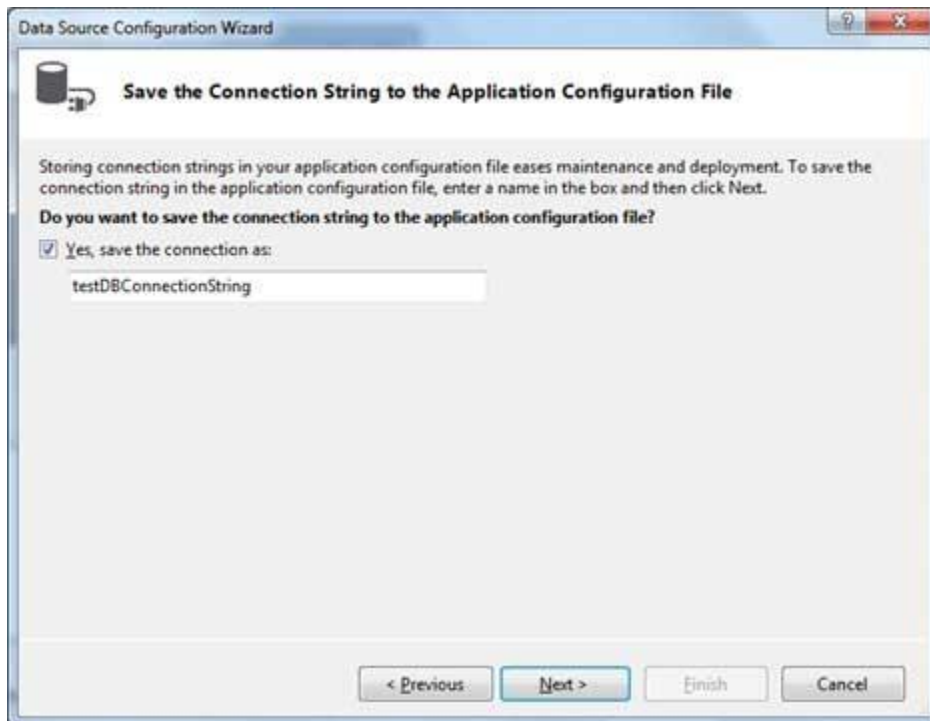 Data Source Configuration Wizard
Save the Connection String to the Application Configuration File
Storing connection strings in your application configuration file eases maintenance and deployment. To save the
connection string in the application configuration file, enter a name in the box and then click Next.
Do you want to save the connection string to the application configuration file?
Yes, save the connection as:
testDBConnectionString
< Previous
Next >
Finish
Cancel